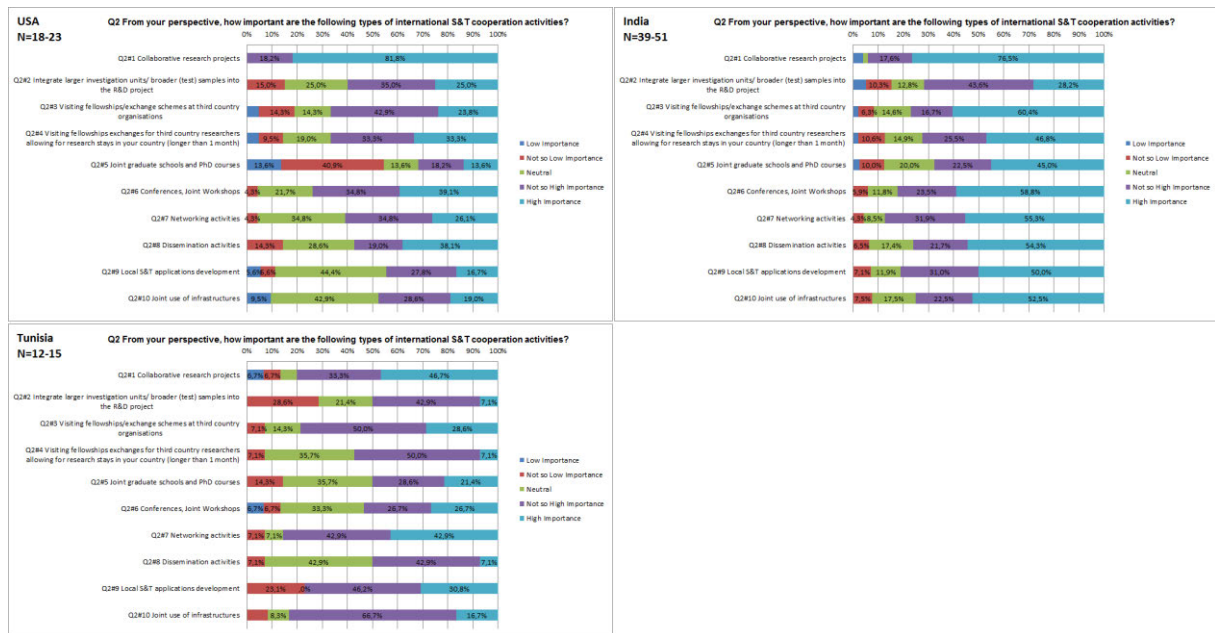 USA
N=18-23
Q2 From your perspective, how important are the following types of international S&T cooperation activities?
0% 10% 20% 30% 40% 50% 60% 70% 80% 90% 100%
Q2#1 Collaborative research projects 18,2% 81,8%
Q2#2 Integrate larger investigation units/ broader (test) samples into
the R&D project 15,0% 25,0% 35,0% 25,0%
Q2#3 Visiting fellowships/exchange schemes at third country
organisations 14,3% 14,3% 42,9% 23,8%
Q2#4 Visiting fellowships exchanges for third country researchers
allowing for research stays in your country (longer than 1 month) 9,5% 19,0% 33,3% 33,3%
Q2#5 Joint graduate schools and PhD courses 13,6% 40,9% 13,6% 18,2% 13,6%
Q2#6 Conferences, Joint Workshops 4,3% 21,7% 34,8% 39,1%
Q2#7 Networking activities 4,3% 34,8% 34,8% 26,1%
Q2#8 Dissemination activities 14,3% 28,6% 19,0% 38,1%
Q2#9 Local S&T applications development 5,6% 5,6% 44,4% 27,8% 16,7%
Q2#10 Joint use of infrastructures 9,5% 42,9% 28,6% 19,0%
Low Importance
Not so Low Importance
Neutral
Not so High Importance
High Importance
India
N=39-51
Q2 From your perspective, how important are the following types of international S&T cooperation activities?
0% 10% 20% 30% 40% 50% 60% 70% 80% 90% 100%
Q2#1 Collaborative research projects 17,6% 76,5%
Q2#2 Integrate larger investigation units/ broader (test) samples into
the R&D project 10,3% 12,8% 43,6% 28,2%
Q2#3 Visiting fellowships/exchange schemes at third country
organisations 6,3% 14,6% 16,7% 60,4%
Q2#4 Visiting fellowships exchanges for third country researchers
allowing for research stays in your country (longer than 1 month) 10,6% 14,9% 25,5% 46,8%
Q2#5 Joint graduate schools and PhD courses 10,0% 20,0% 22,5% 45,0%
Q2#6 Conferences, Joint Workshops 5,9% 11,8% 23,5% 58,8%
Q2#7 Networking activities 4,3% 8,5% 31,9% 55,3%
Q2#8 Dissemination activities 6,5% 17,4% 21,7% 54,3%
Q2#9 Local S&T applications development 7,1% 11,9% 31,0% 50,0%
Q2#10 Joint use of infrastructures 7,5% 17,5% 22,5% 52,5%
Low Importance
Not so Low Importance
Neutral
Not so High Importance
High Importance
Tunisia
N=12-15
Q2 From your perspective, how important are the following types of international S&T cooperation activities?
0% 10% 20% 30% 40% 50% 60% 70% 80% 90% 100%
Q2#1 Collaborative research projects 6,7% 6,7% 33,3% 46,7%
Q2#2 Integrate larger investigation units/ broader (test) samples into
the R&D project 28,6% 21,4% 42,9% 7,1%
Q2#3 Visiting fellowships/exchange schemes at third country
organisations 7,1% 14,3% 50,0% 28,6%
Q2#4 Visiting fellowships exchanges for third country researchers
allowing for research stays in your country (longer than 1 month) 7,1% 35,7% 50,0% 7,1%
Q2#5 Joint graduate schools and PhD courses 14,3% 35,7% 28,6% 21,4%
Q2#6 Conferences, Joint Workshops 6,7% 6,7% 33,3% 26,7% 26,7%
Q2#7 Networking activities 7,1% 7,1% 42,9% 42,9%
Q2#8 Dissemination activities 7,1% 42,9% 42,9% 7,1%
Q2#9 Local S&T applications development 23,1% ,0% 46,2% 30,8%
Q2#10 Joint use of infrastructures 8,3% 66,7% 16,7%
Low Importance
Not so Low Importance
Neutral
Not so High Importance
High Importance